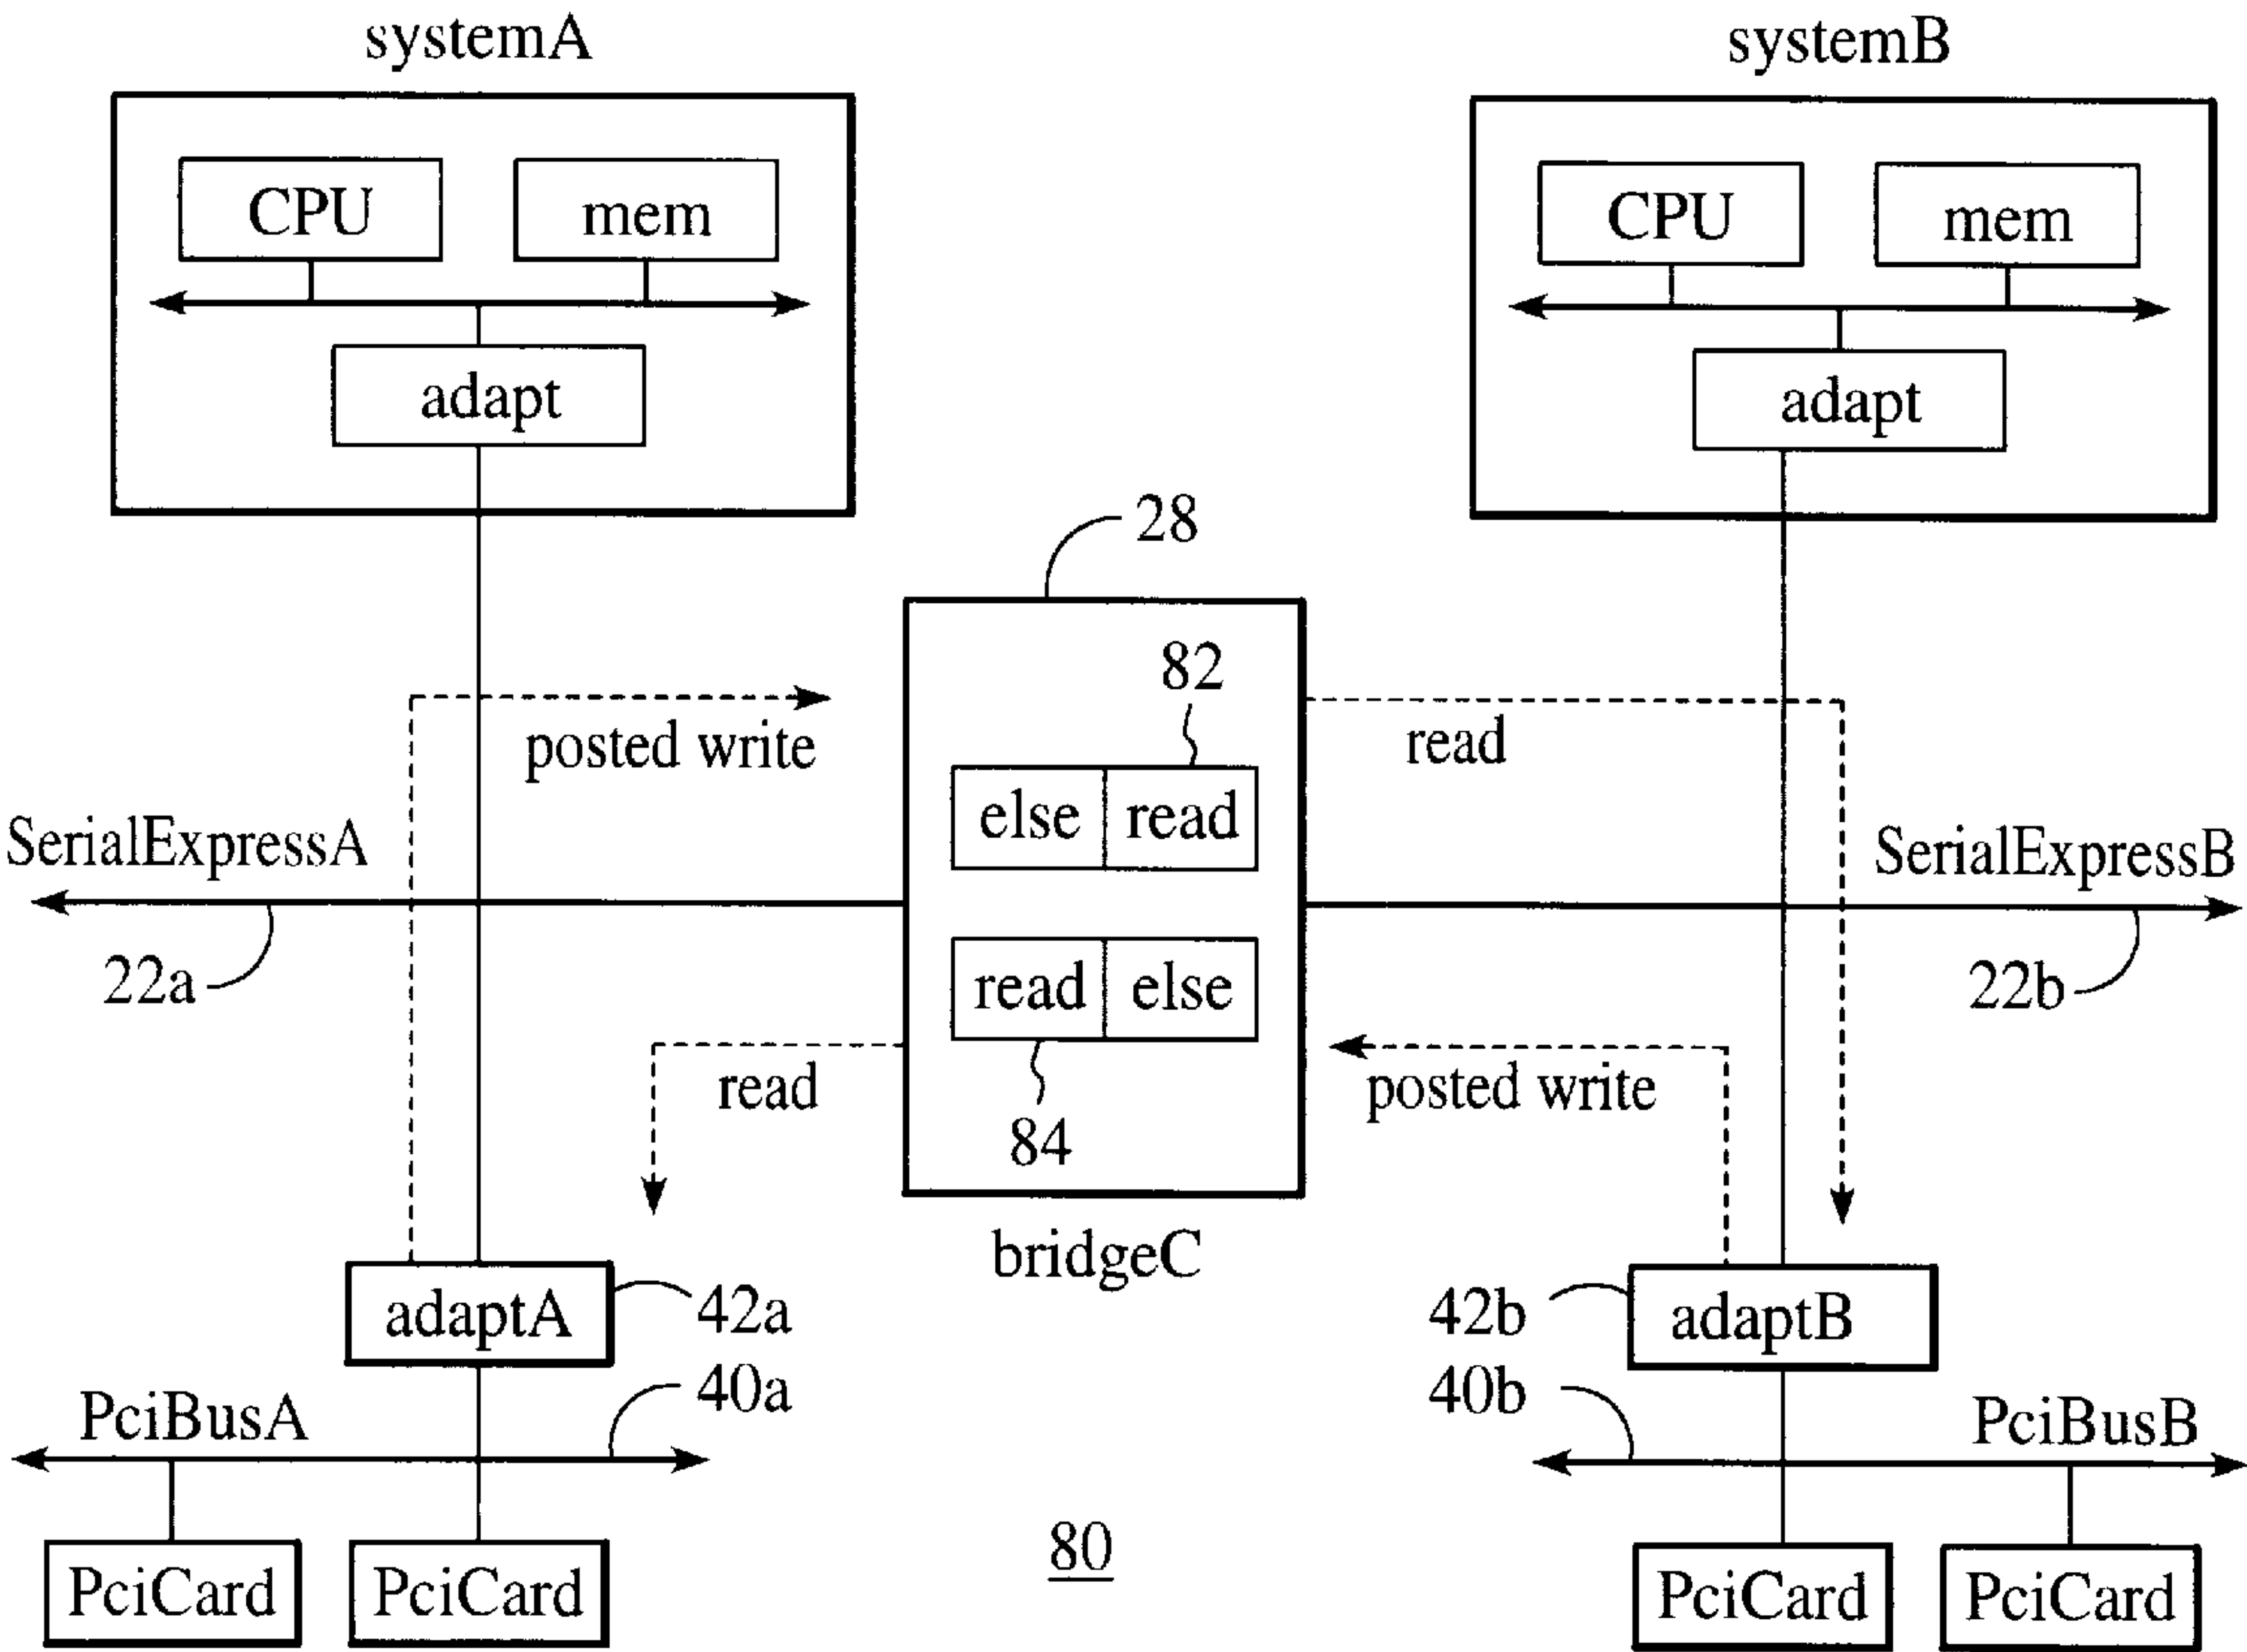 systemA
systemB
CPU
mem
CPU
mem
adapt
adapt
28
82
posted write
read
else read
SerialExpressA
SerialExpressB
22a
read else
22b
read
posted write
84
bridgeC
adaptA
42a
42b
adaptB
PciBusA
40a
40b
PciBusB
80
PciCard
PciCard
PciCard
PciCard